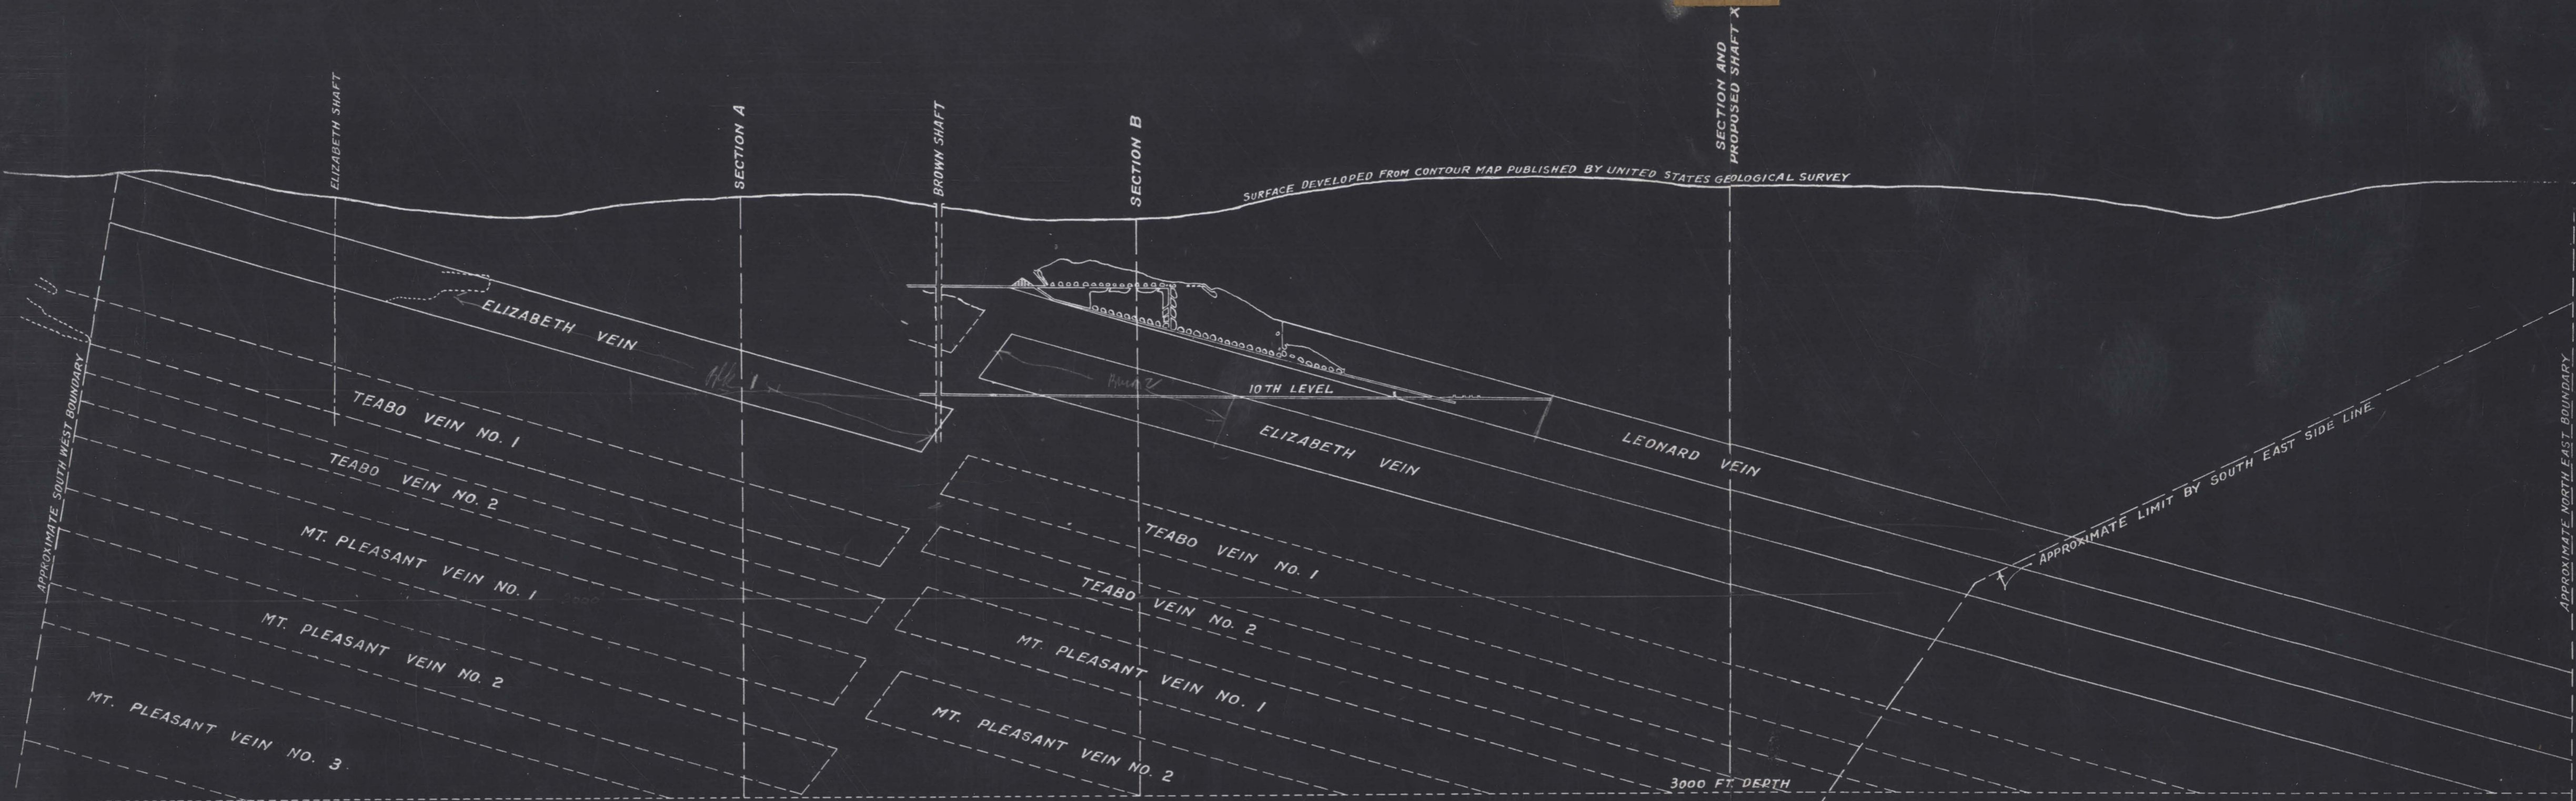 ELIZABETH SHAFT
SECTION A
BROWN SHAFT
SECTION B
SECTION AND
PROPOSED SHAFT X
SURFACE DEVELOPED FROM CONTOUR MAP PUBLISHED BY UNITED STATES GEOLOGICAL SURVEY
ELIZABETH VEIN
10TH LEVEL
ELIZABETH VEIN
LEONARD VEIN
APPROXIMATE SOUTH WEST BOUNDARY
TEABO VEIN NO. 1
TEABO VEIN NO. 2
MT. PLEASANT VEIN NO. 1
2000
MT. PLEASANT VEIN NO. 2
MT. PLEASANT VEIN NO. 3
TEABO VEIN NO. 1
TEABO VEIN NO. 2
MT. PLEASANT VEIN NO. 1
MT. PLEASANT VEIN NO. 2
APPROXIMATE LIMIT BY SOUTH EAST SIDE LINE
APPROXIMATE NORTH EAST BOUNDARY
3000 FT. DEPTH